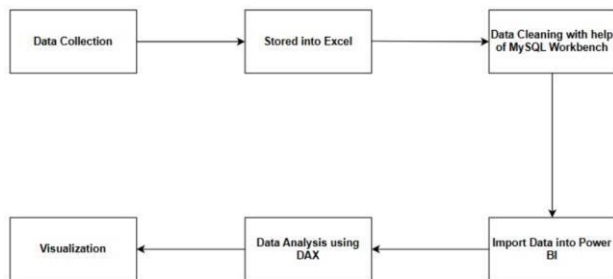 Data Collection
Stored into Excel
Data Cleaning with help
of MySQL Workbench
Import Data into Power
BI
Data Analysis using
DAX
Visualization